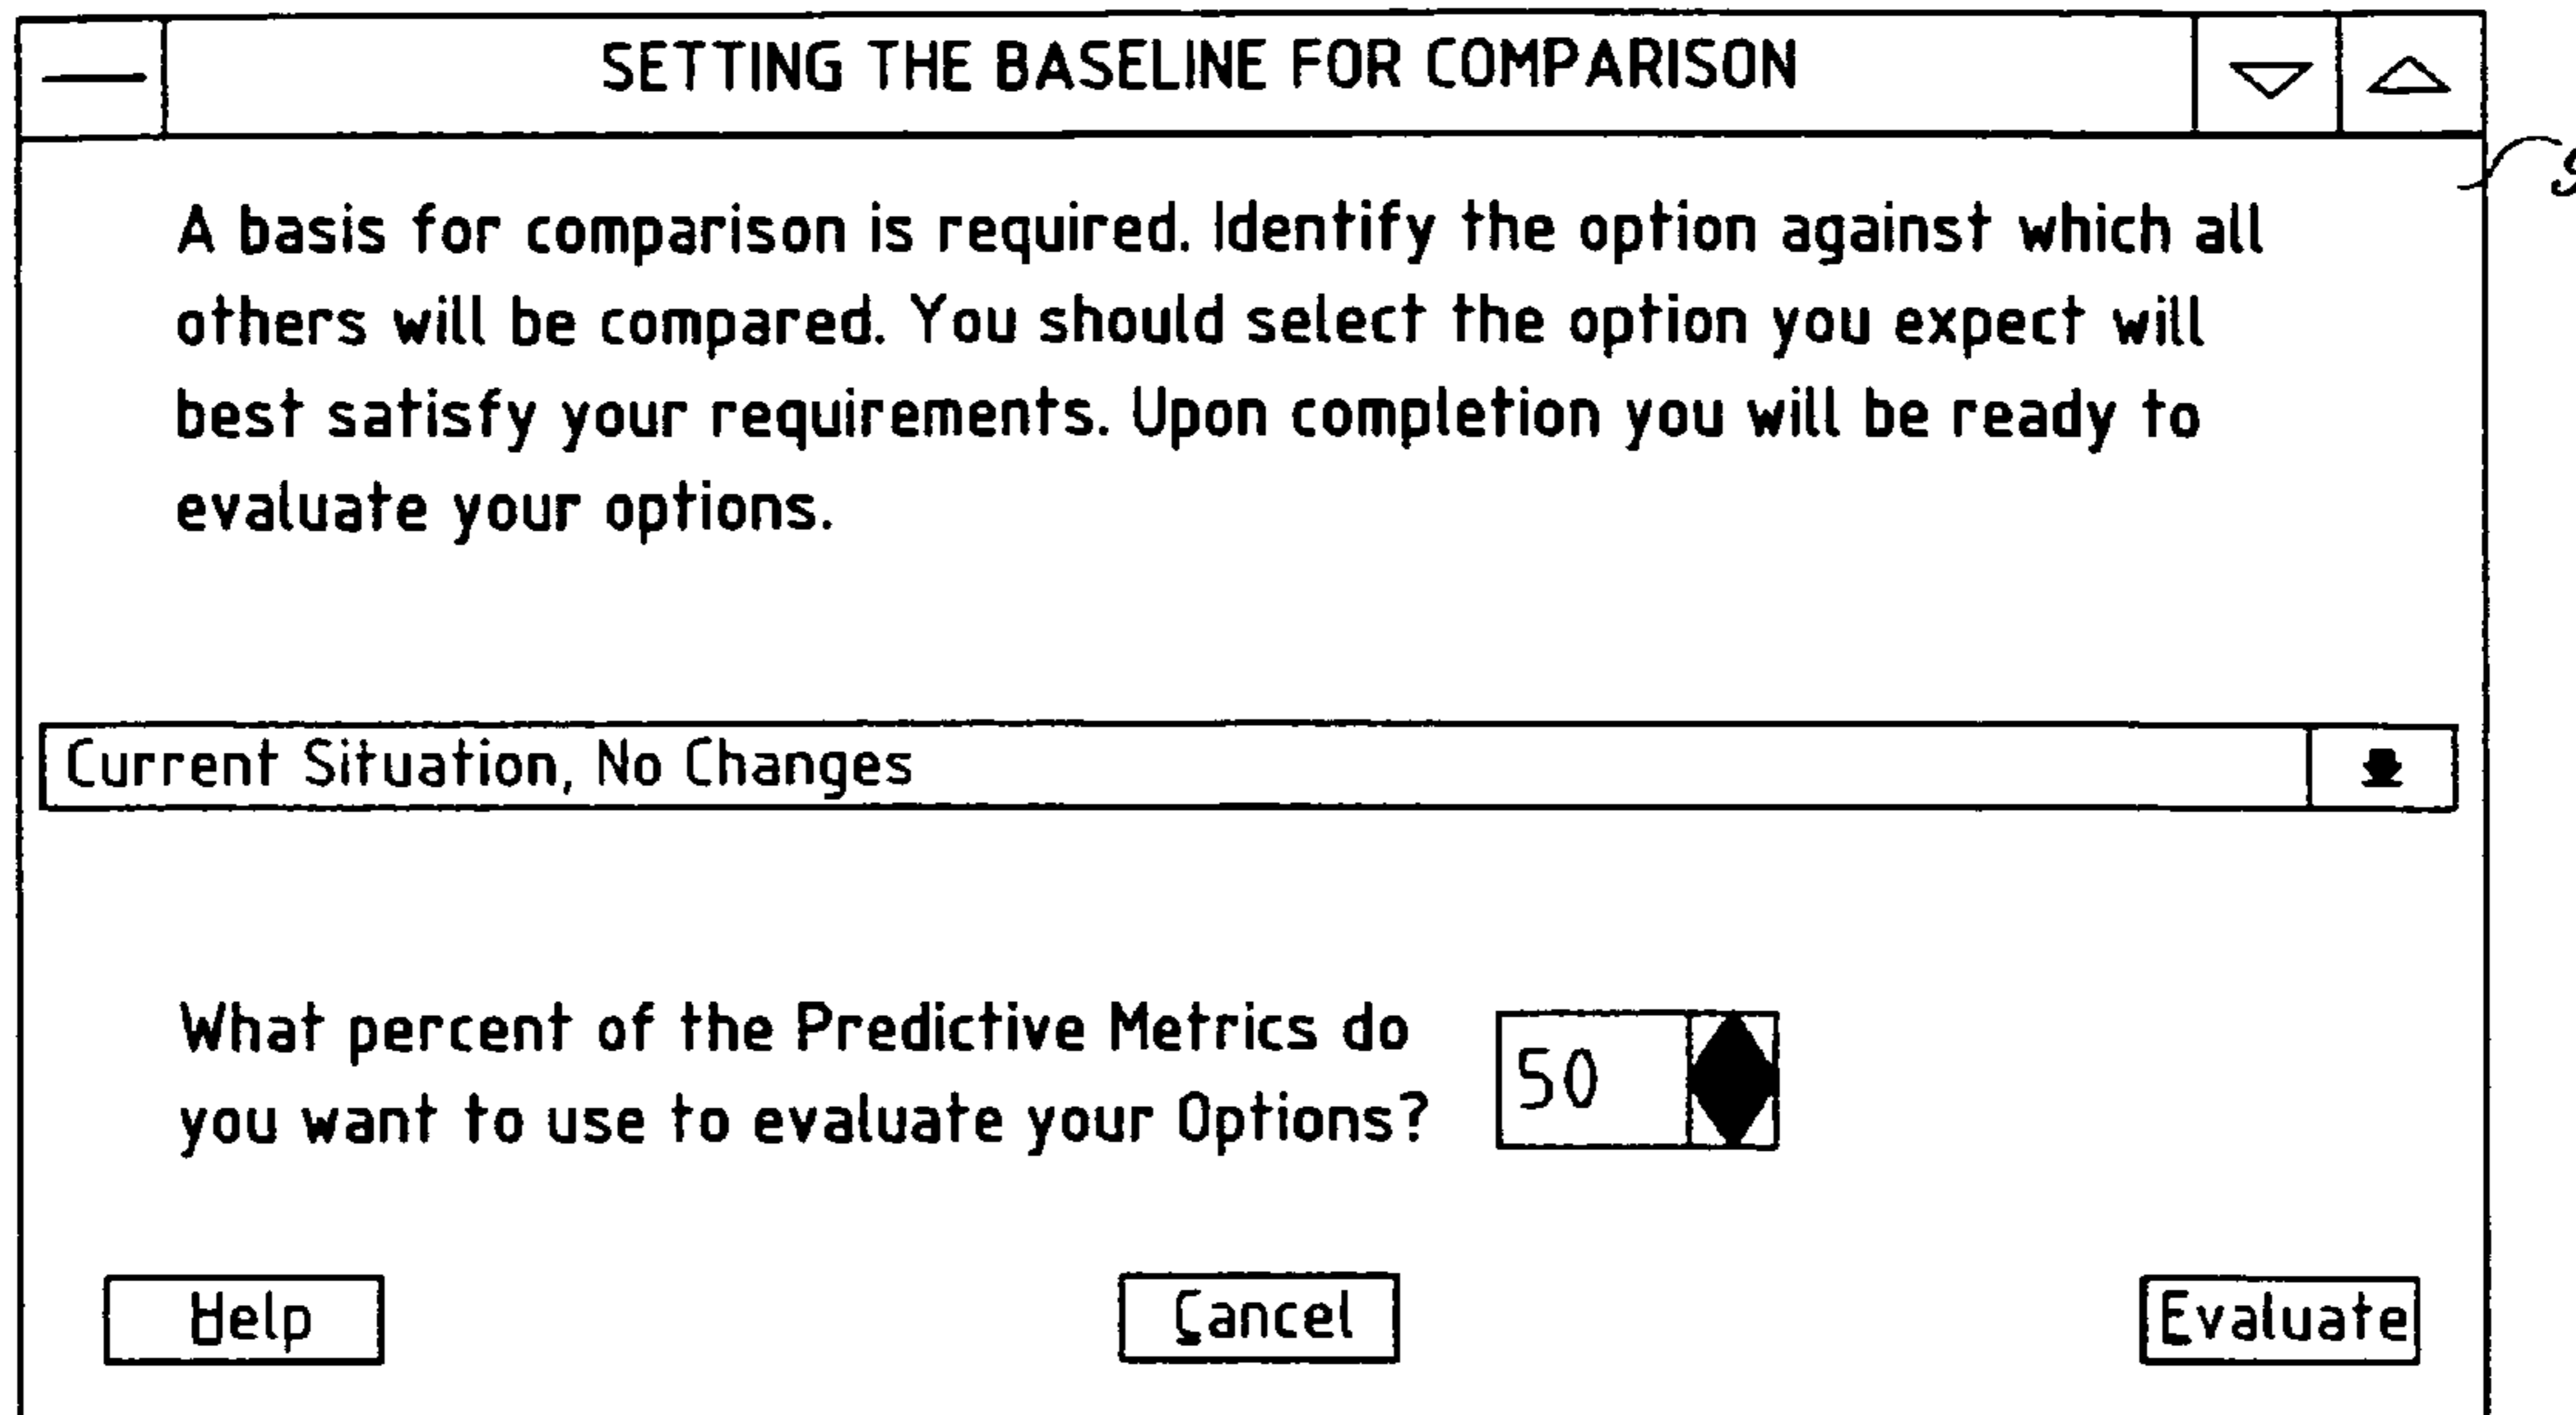 SETTING THE BASELINE FOR COMPARISON
A basis for comparison is required. Identify the option against which all
others will be compared. You should select the option you expect will
best satisfy your requirements. Upon completion you will be ready to
evaluate your options.
Current Situation, No Changes
What percent of the Predictive Metrics do
you want to use to evaluate your Options?
50
Help
Cancel
Evaluate